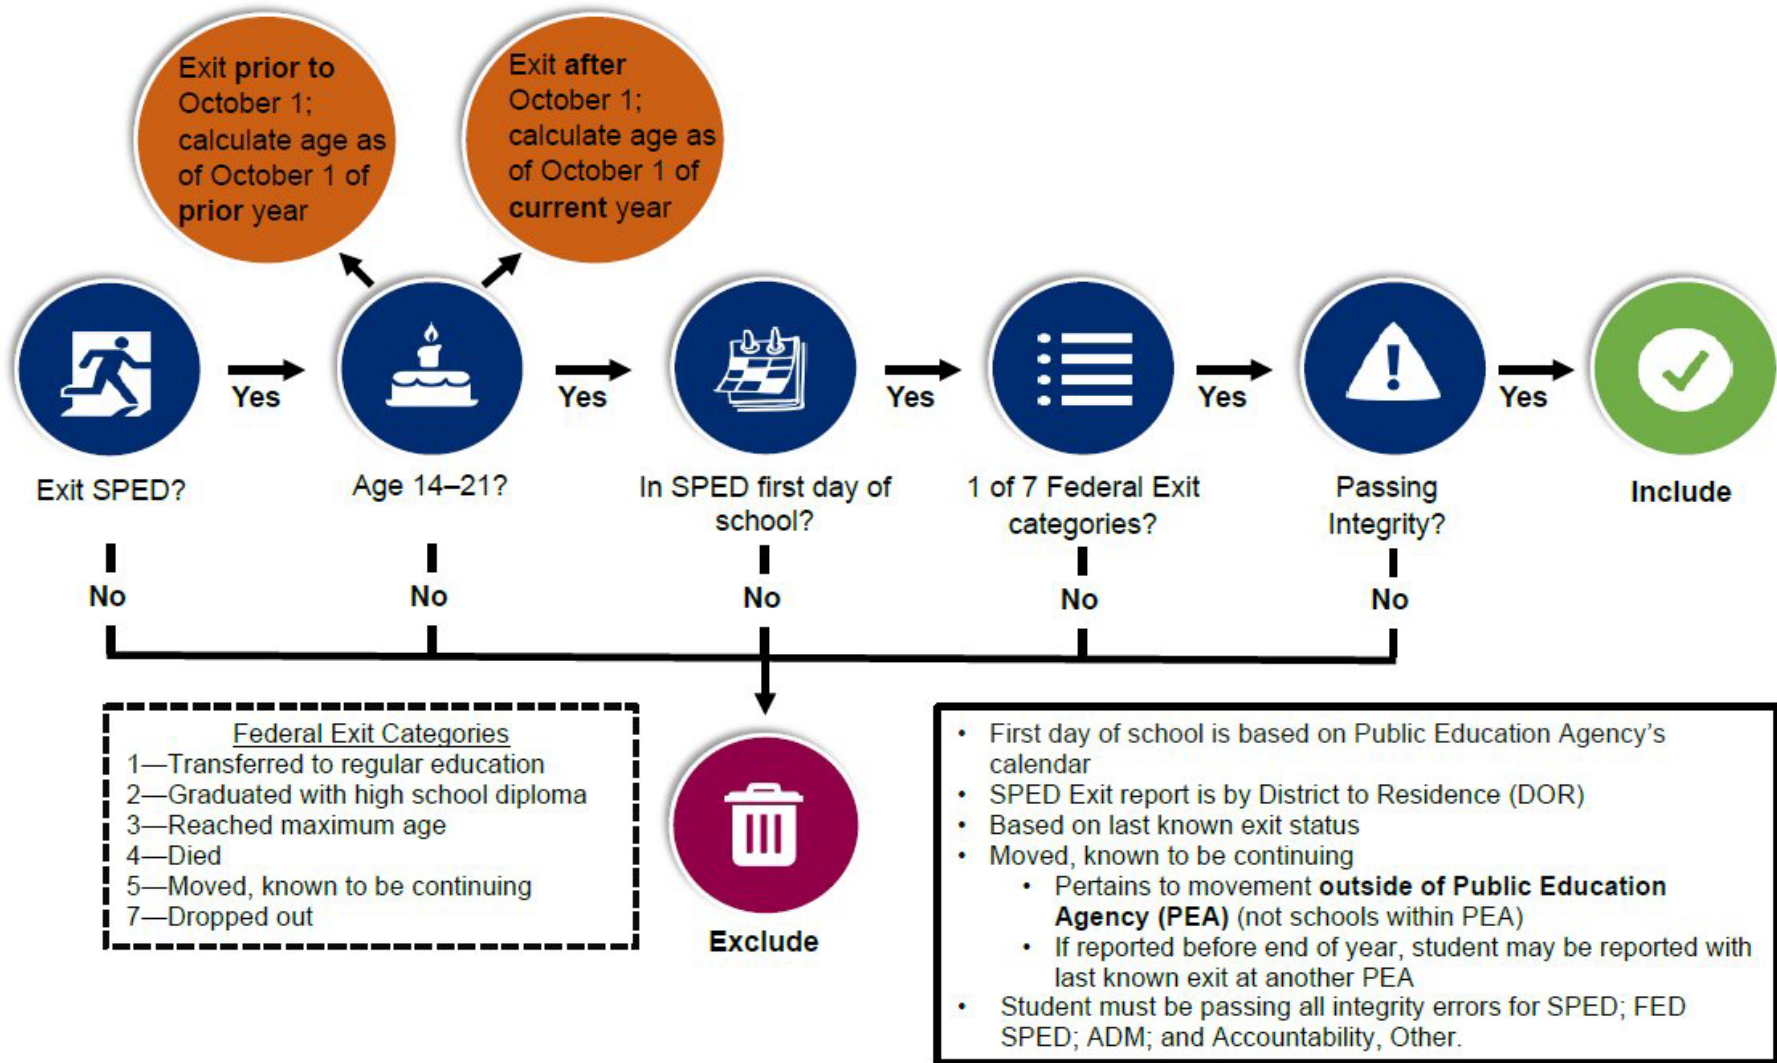 Exit prior to
October 1;
calculate age as
of October 1 of
prior year
Exit after
October 1;
calculate age as
of October 1 of
current year
Yes
Yes
Yes
Yes
Yes
Exit SPED?
Age 14–21?
In SPED first day of
school?
1 of 7 Federal Exit
categories?
Passing
Integrity?
Include
No
No
No
No
No
Federal Exit Categories
1—Transferred to regular education
2—Graduated with high school diploma
3—Reached maximum age
4—Died
5—Moved, known to be continuing
7—Dropped out
Exclude
• First day of school is based on Public Education Agency's
calendar
• SPED Exit report is by District to Residence (DOR)
• Based on last known exit status
• Moved, known to be continuing
• Pertains to movement outside of Public Education
Agency (PEA) (not schools within PEA)
• If reported before end of year, student may be reported with
last known exit at another PEA
• Student must be passing all integrity errors for SPED; FED
SPED; ADM; and Accountability, Other.